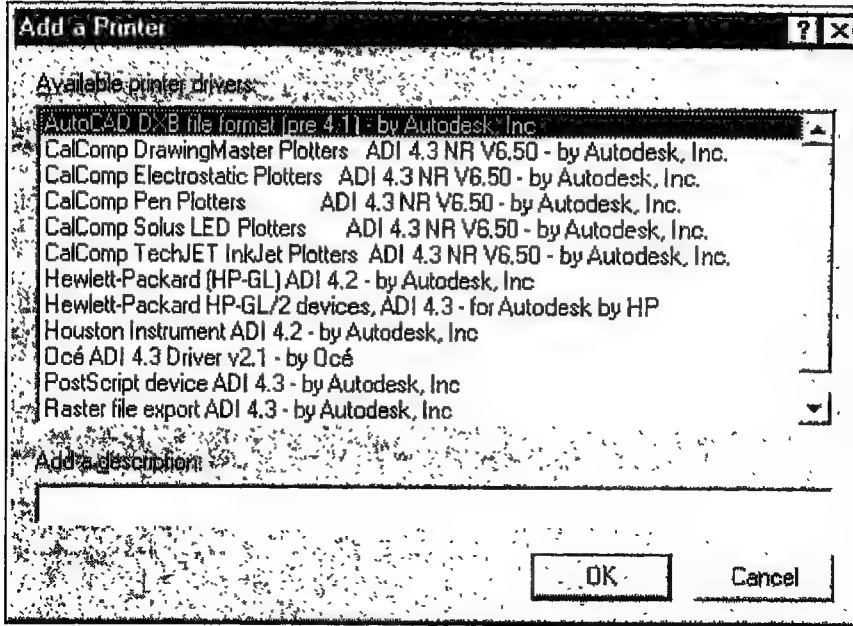 Add a Printer
Available printer drivers:
AutoCAD DXB file format (pre 4.1) - by Autodesk, Inc
CalComp DrawingMaster Plotters ADI 4.3 NR V6.50 - by Autodesk, Inc.
CalComp Electrostatic Plotters ADI 4.3 NR V6.50 - by Autodesk, Inc.
CalComp Pen Plotters ADI 4.3 NR V6.50 - by Autodesk, Inc.
CalComp Solus LED Plotters ADI 4.3 NR V6.50 - by Autodesk, Inc.
CalComp TechJET InkJet Plotters ADI 4.3 NR V6.50 - by Autodesk, Inc.
Hewlett-Packard (HP-GL) ADI 4.2 - by Autodesk, Inc
Hewlett-Packard HP-GL/2 devices, ADI 4.3 - for Autodesk by HP
Houston Instrument ADI 4.2 - by Autodesk, Inc
Océ ADI 4.3 Driver v2.1 - by Océ
PostScript device ADI 4.3 - by Autodesk, Inc
Raster file export ADI 4.3 - by Autodesk, Inc
Add a description:
OK Cancel